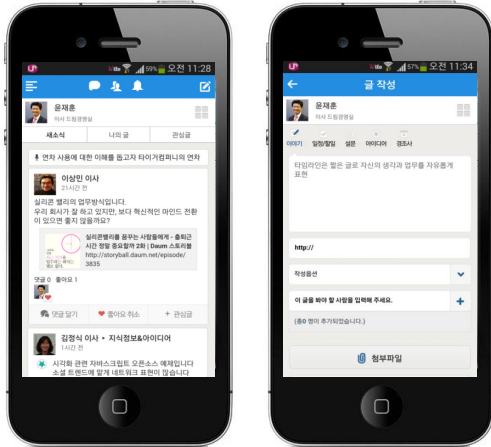 U+
59%
오전 11:28
윤재훈
이사 드림경영실
새소식
나의 글
관심글
연차 사용에 대한 이해를 돕고자 타이거컴퍼니의 연차
이상민 이사
21시간 전
실리콘 밸리의 업무방식입니다.
우리 회사가 잘 하고 있지만, 보다 혁신적인 마인드 전환
이 있으면 좋지 않을까요?
실리콘밸리를 꿈꾸는 사람들에게 - 출퇴근
시간 정말 중요할까 2화 | Daum 스토리볼
http://storyball.daum.net/episode/
3835
댓글 0 좋아요 1
댓글 달기
좋아요 취소
+ 관심글
김정식 이사 ▸ 지식정보&아이디어
1시간 전
시각화 관련 자바스크립트 오픈소스 예제입니다
소셜 트렌드에 맞게 네트워크 표현이 많습니다
U+
57%
오전 11:34
글 작성
윤재훈
이사 드림경영실
이야기
일정/할일
설문
아이디어
경조사
타임라인은 짧은 글로 자신의 생각과 업무를 자유롭게
표현
http://
작성옵션
이 글을 봐야 할 사람을 입력해 주세요.
(총0 명이 추가되었습니다.)
첨부파일